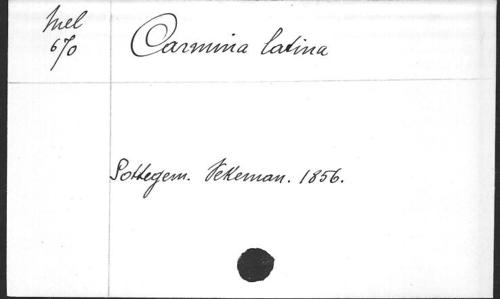 Mel
670
Carmina latina
Sottegem. Vekeman. 1856.